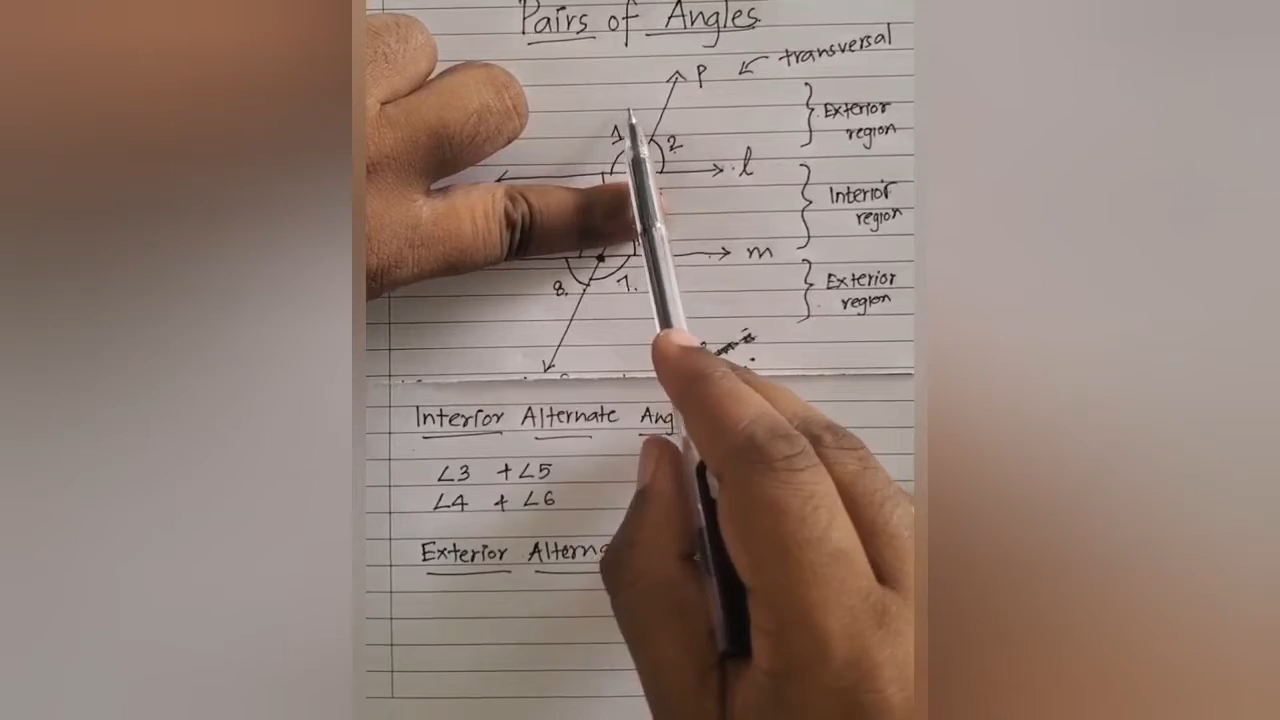 Pairs of Angles
transversal
p
Exterior
region
1
2
l
Interior
region
m
8.
7.
Exterior
region
Interior Alternate Ang
∠3 + ∠5
∠4 + ∠6
Exterior Altern